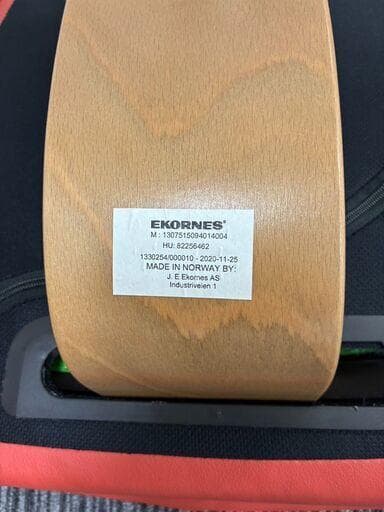 EKORNES®
M : 1307515094014004
HU: 82256462
1330254/000010 - 2020-11-25
MADE IN NORWAY BY:
J. E Ekornes AS
Industriveien 1